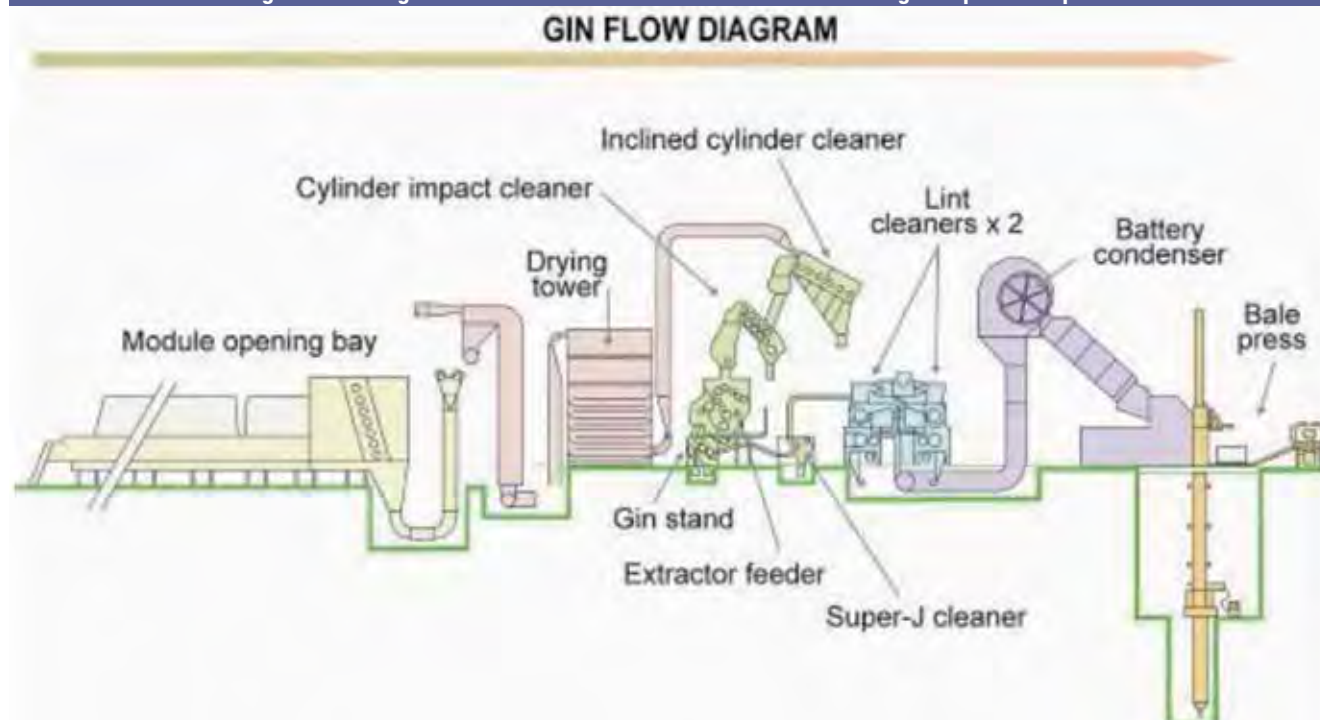 GIN FLOW DIAGRAM
Inclined cylinder cleaner
Cylinder impact cleaner
Lint
cleaners x 2
Battery
condenser
Drying
tower
Bale
press
Module opening bay
Gin stand
Extractor feeder
Super-J cleaner